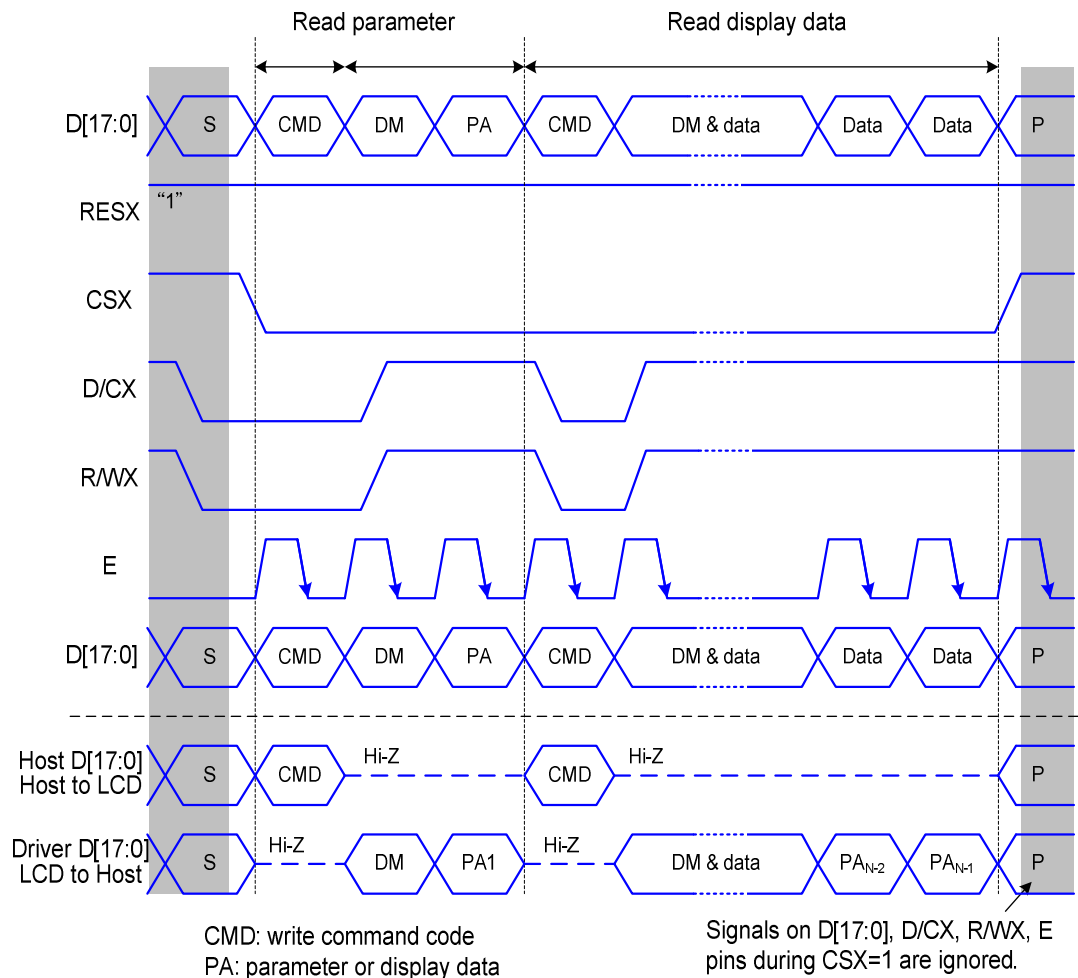 Read parameter Read display data
D[17:0] S CMD DM PA CMD DM & data Data Data P
RESX “1”
CSX
D/CX
R/WX
E
D[17:0] S CMD DM PA CMD DM & data Data Data P
Host D[17:0]
Host to LCD S CMD Hi-Z CMD Hi-Z P
Driver D[17:0]
LCD to Host S Hi-Z DM PA1 Hi-Z DM & data PAN-2 PAN-1 P
CMD: write command code
PA: parameter or display data
Signals on D[17:0], D/CX, R/WX, E
pins during CSX=1 are ignored.